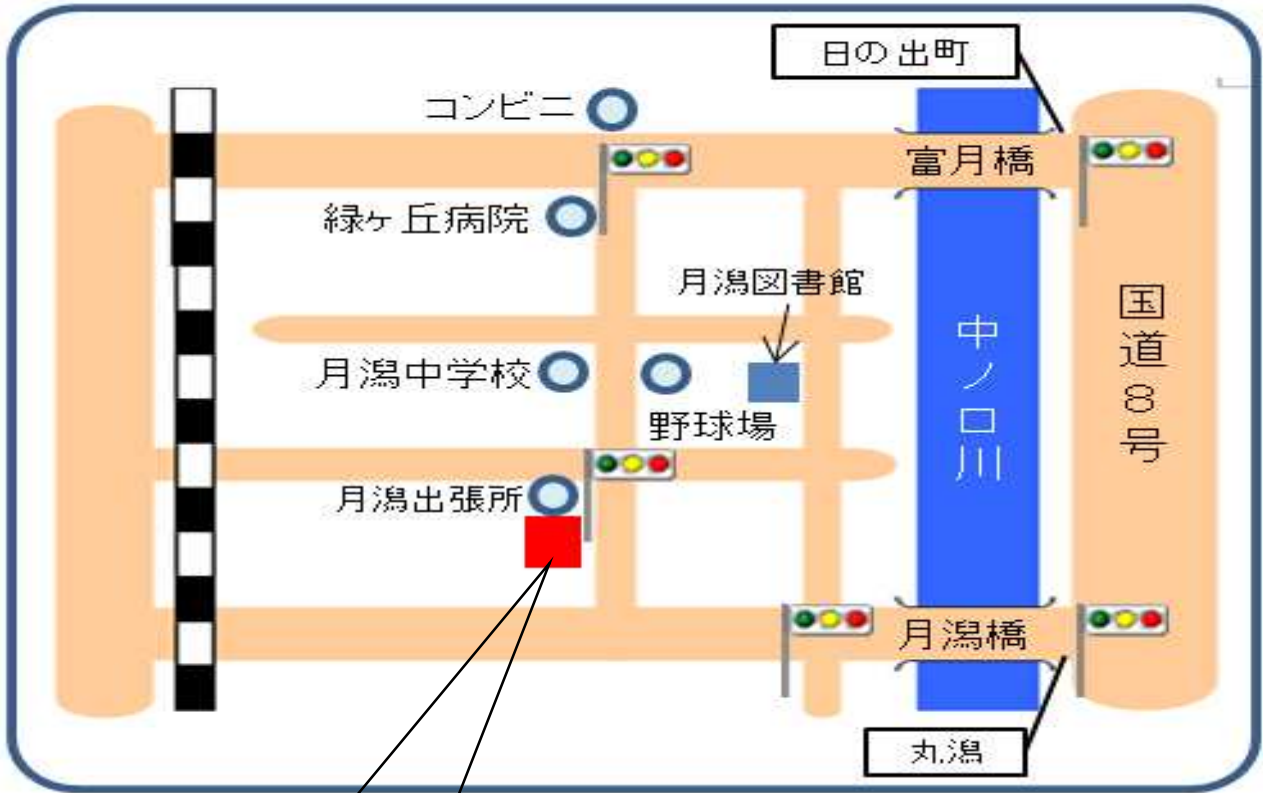 日の出町
コンビニ
富月橋
緑ヶ丘病院
月潟図書館
国道8号
中ノ口川
月潟中学校
野球場
月潟出張所
月潟橋
丸潟